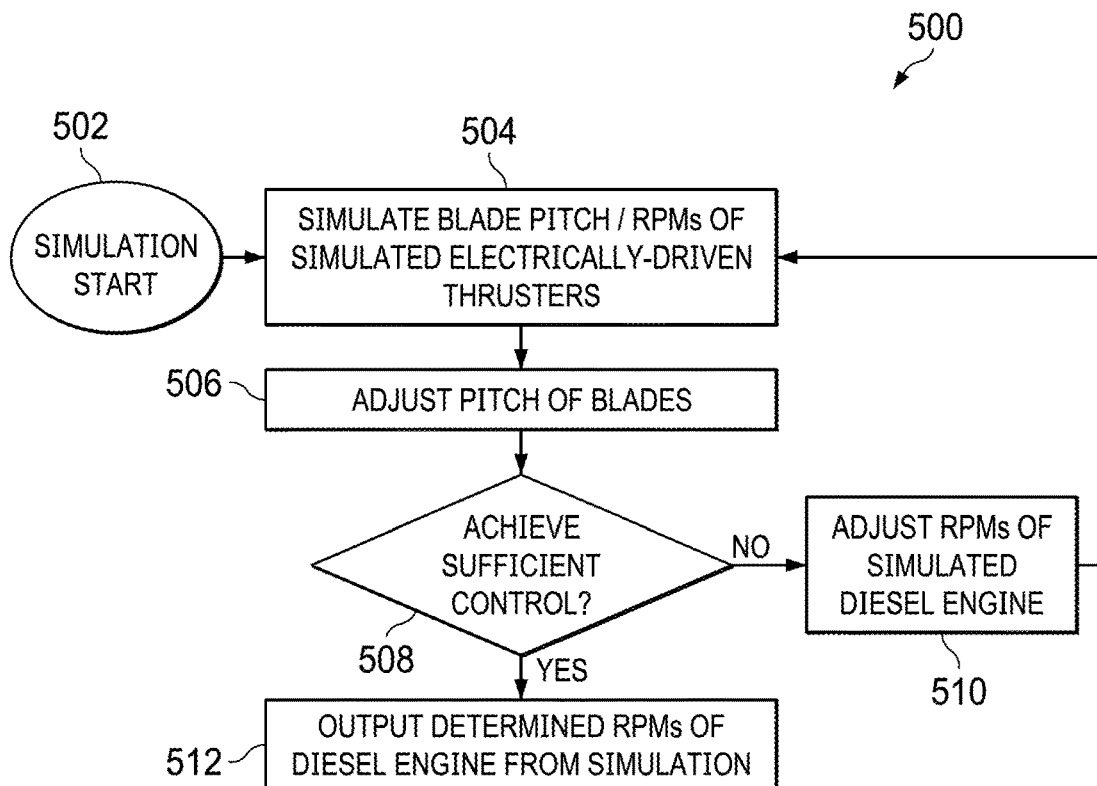 500
502
504
SIMULATION
START
SIMULATE BLADE PITCH / RPMs OF
SIMULATED ELECTRICALLY-DRIVEN
THRUSTERS
506
ADJUST PITCH OF BLADES
ACHIEVE
SUFFICIENT
CONTROL?
NO
ADJUST RPMs OF
SIMULATED
DIESEL ENGINE
508
YES
510
512
OUTPUT DETERMINED RPMs OF
DIESEL ENGINE FROM SIMULATION